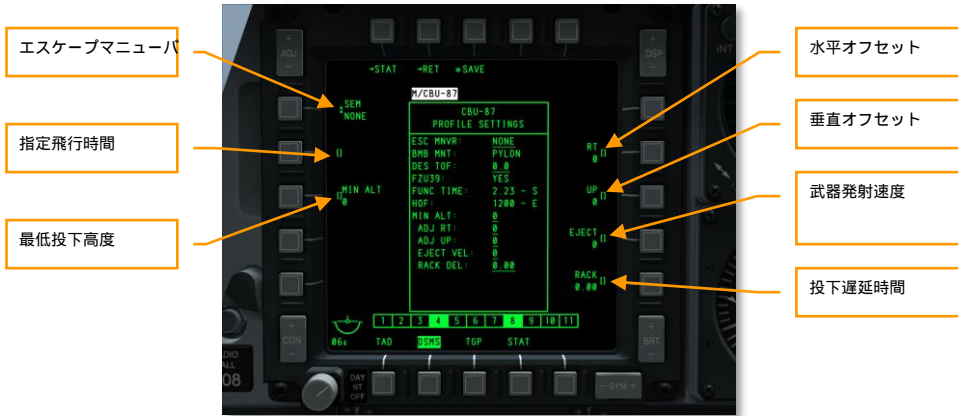 エスケープマニューバ
指定飛行時間
最低投下高度
水平オフセット
垂直オフセット
武器発射速度
投下遅延時間
+
ADJ
-
+
DSP
-
INT
→STAT →RET ⊕SAVE
M/CBU-87
SEM
NONE
[]
MIN ALT
[]
0
CBU-87
PROFILE SETTINGS
ESC MNVR: NONE
BMB MNT: PYLON
DES TOF: 0.0
FZU39: YES
FUNC TIME: 2.23 - S
HOF: 1200 - E
MIN ALT: 0
ADJ RT: 0
ADJ UP: 0
EJECT VEL: 0
RACK DEL: 0.00
RT
0 []
UP
0 []
EJECT
0 []
RACK
0.00 []
1 2 3 4 5 6 7 8 9 10 11
06A TAD DSMS TGP STAT
+
CON
-
+
BRT
-
DAY
NT
OFF
- SYM +
DIO
ALL
08